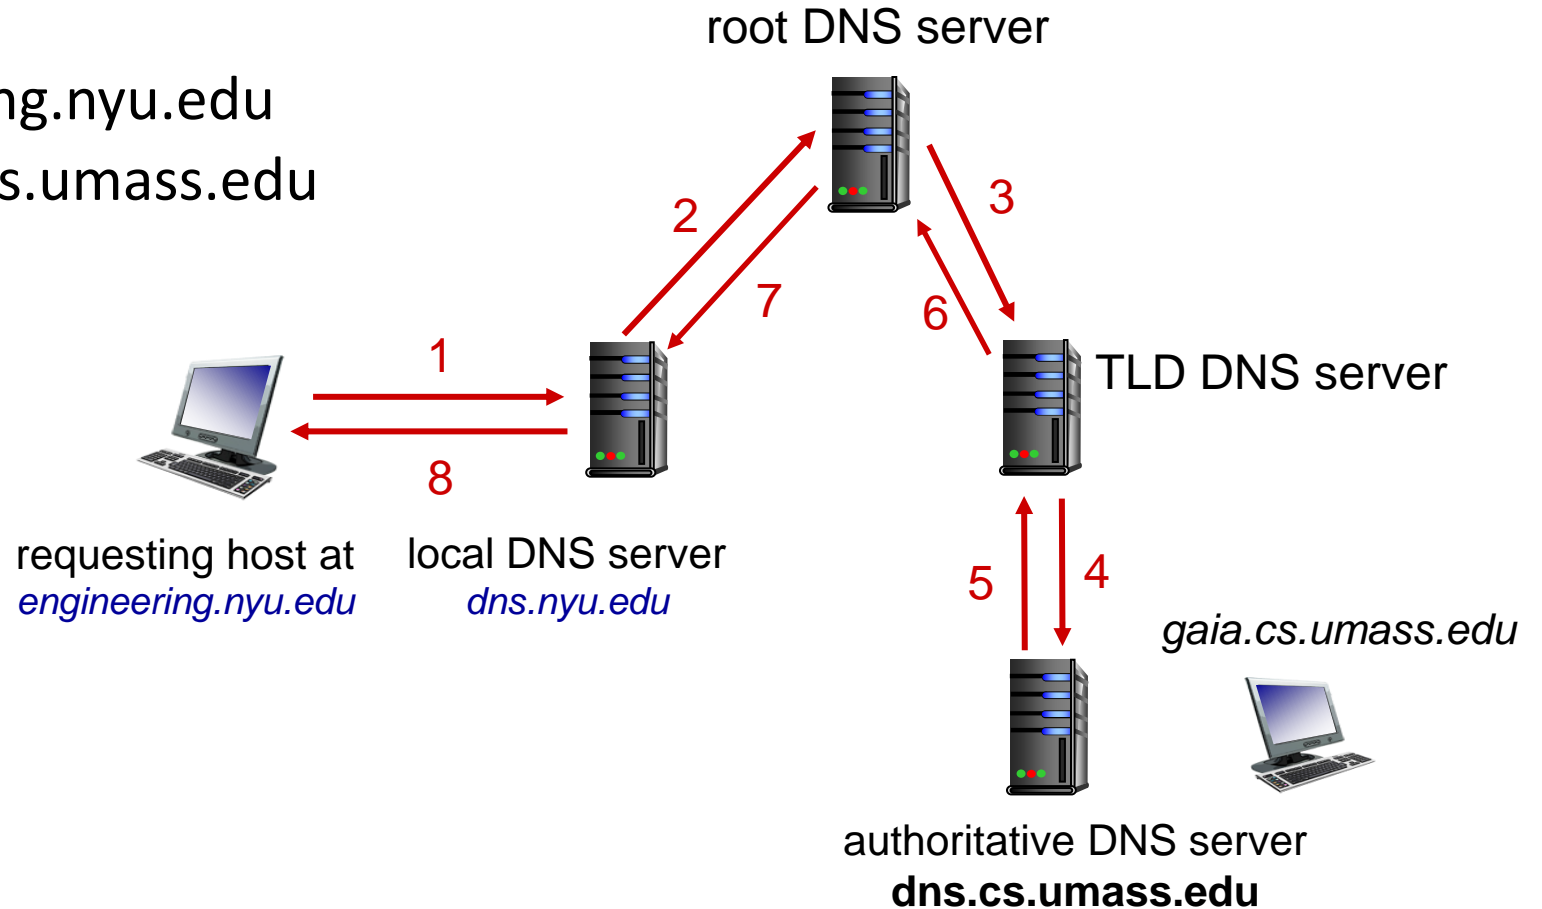 root DNS server
ng.nyu.edu
s.umass.edu
2
3
7
6
1
TLD DNS server
8
requesting host at
engineering.nyu.edu
local DNS server
dns.nyu.edu
5
4
gaia.cs.umass.edu
authoritative DNS server
dns.cs.umass.edu